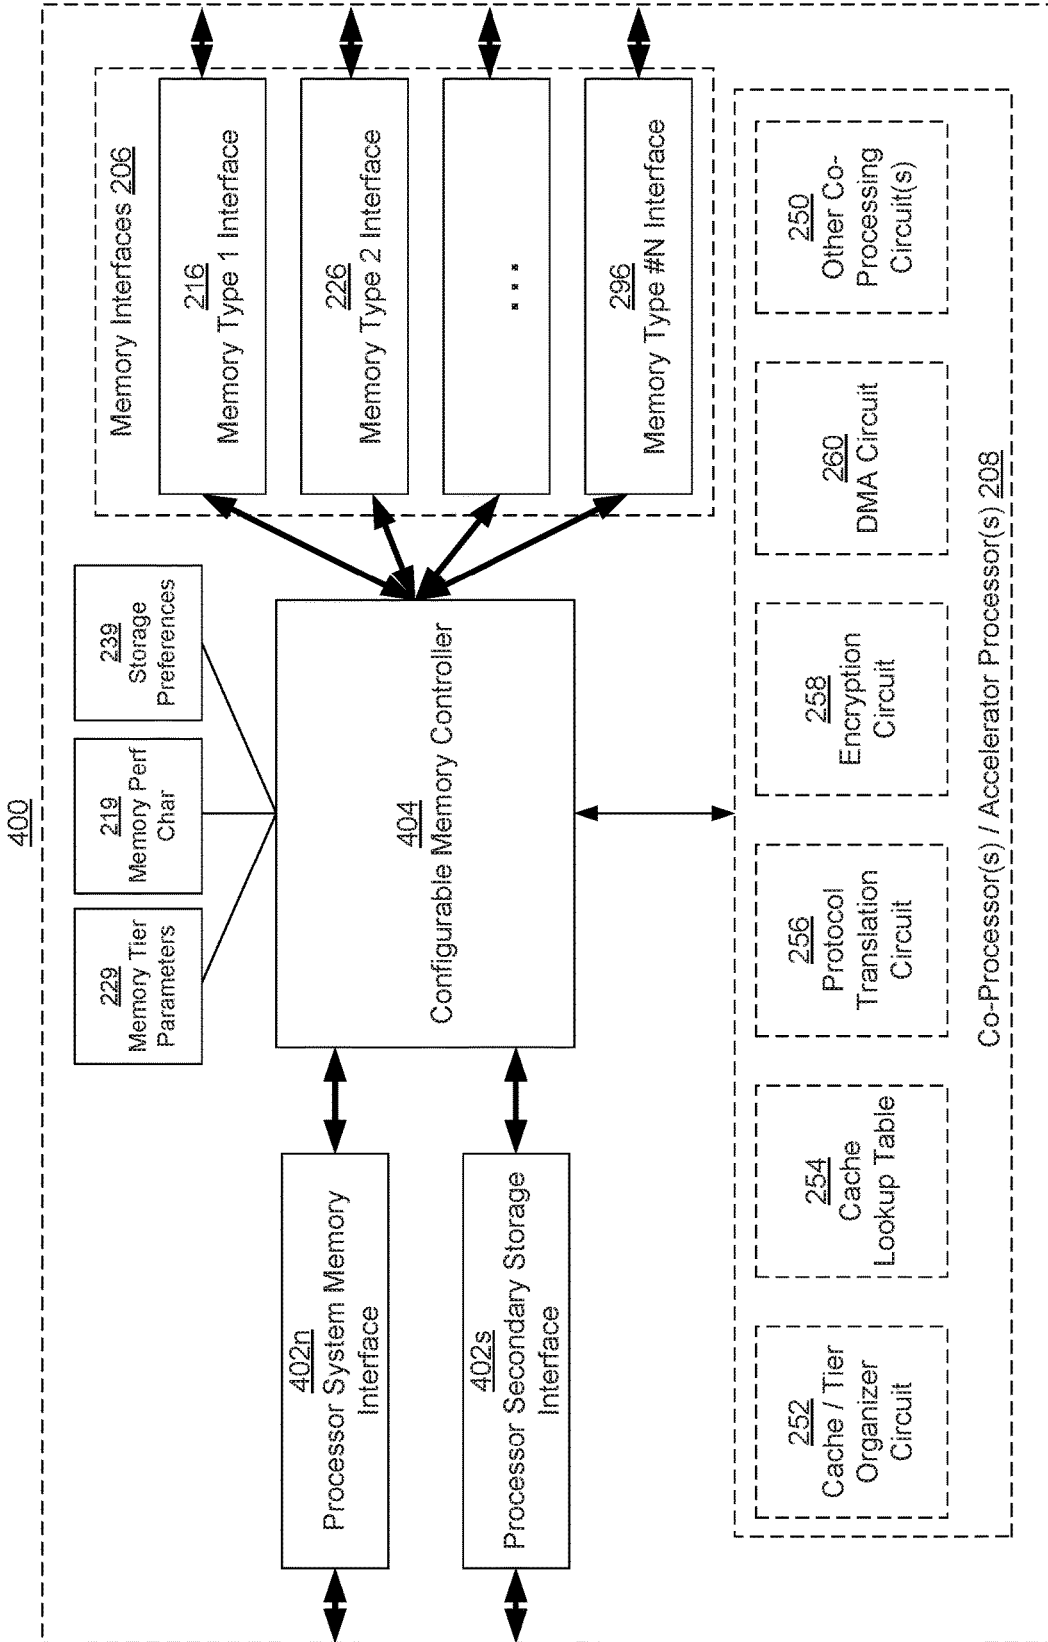 400
229
Memory Tier
Parameters
219
Memory Perf
Char
239
Storage
Preferences
Memory Interfaces 206
216
Memory Type 1 Interface
226
Memory Type 2 Interface
...
296
Memory Type #N Interface
402n
Processor System Memory
Interface
402s
Processor Secondary Storage
Interface
404
Configurable Memory Controller
252
Cache / Tier
Organizer
Circuit
254
Cache
Lookup Table
256
Protocol
Translation
Circuit
258
Encryption
Circuit
260
DMA Circuit
250
Other Co-
Processing
Circuit(s)
Co-Processor(s) / Accelerator Processor(s) 208